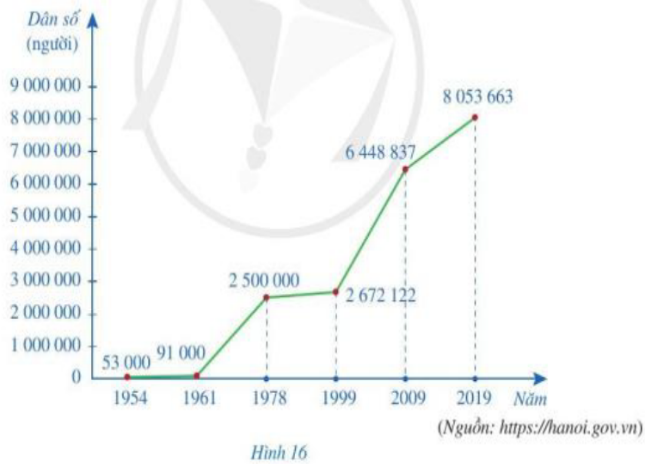 Dân số
(người)
9 000 000
8 000 000
7 000 000
6 000 000
5 000 000
4 000 000
3 000 000
2 000 000
1 000 000
0
53 000
91 000
2 500 000
2 672 122
6 448 837
8 053 663
1954 1961 1978 1999 2009 2019 Năm
(Nguồn: https://hanoi.gov.vn)
Hình 16